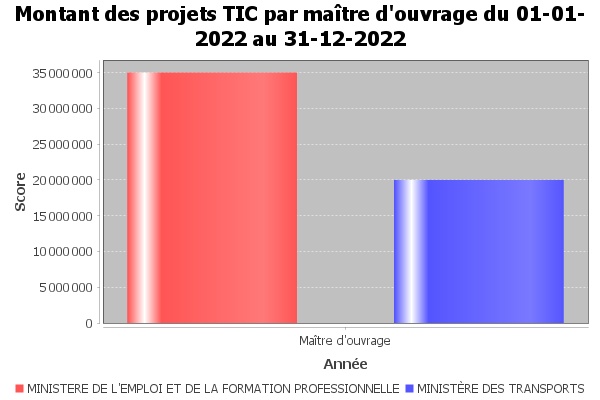 Montant des projets TIC par maître d'ouvrage du 01-01-
2022 au 31-12-2022
Score
35 000 000
30 000 000
25 000 000
20 000 000
15 000 000
10 000 000
5 000 000
0
Maître d'ouvrage
Année
MINISTERE DE L'EMPLOI ET DE LA FORMATION PROFESSIONNELLE MINISTÈRE DES TRANSPORTS